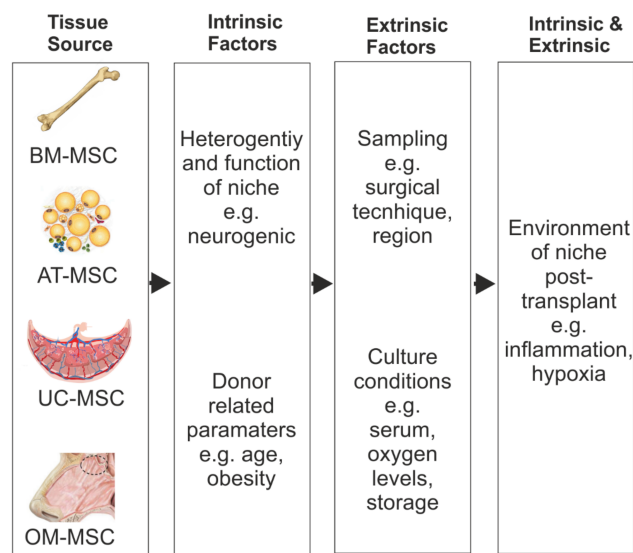 Tissue
Source
BM-MSC
AT-MSC
UC-MSC
OM-MSC
Intrinsic
Factors
Heterogentiy
and function
of niche
e.g.
neurogenic
Donor
related
paramaters
e.g. age,
obesity
Extrinsic
Factors
Sampling
e.g.
surgical
tecnhique,
region
Culture
conditions
e.g.
serum,
oxygen
levels,
storage
Intrinsic &
Extrinsic
Environment
of niche
post-
transplant
e.g.
inflammation,
hypoxia